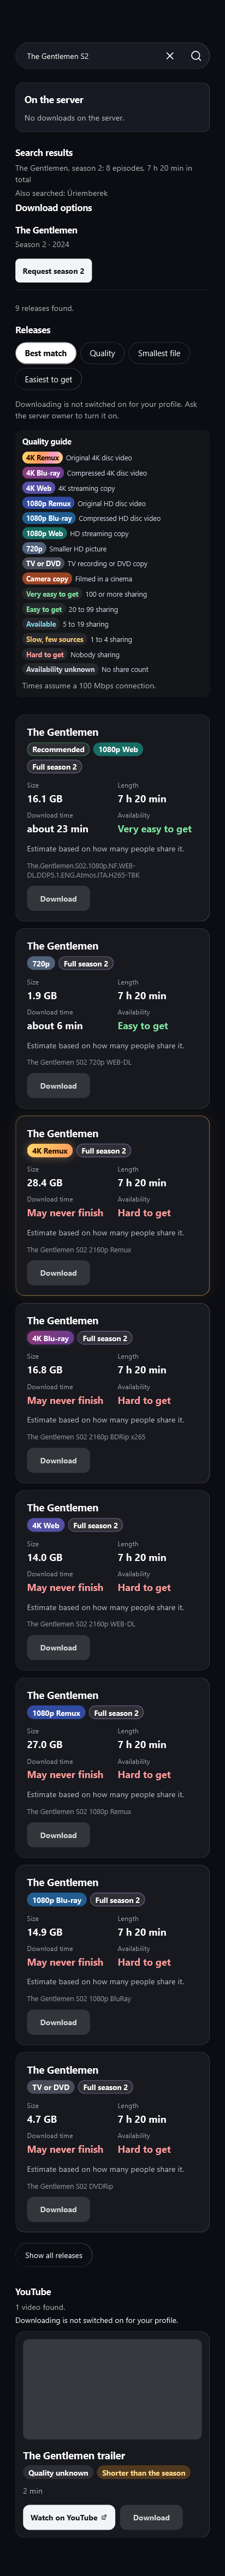 The Gentlemen S2
On the server
No downloads on the server.
Search results
The Gentlemen, season 2: 8 episodes, 7 h 20 min in
total
Also searched: Úriemberek
Download options
The Gentlemen
Season 2 · 2024
Request season 2
9 releases found.
Releases
Best match
Quality
Smallest file
Easiest to get
Downloading is not switched on for your profile. Ask
the server owner to turn it on.
Quality guide
4K Remux Original 4K disc video
4K Blu-ray Compressed 4K disc video
4K Web 4K streaming copy
1080p Remux Original HD disc video
1080p Blu-ray Compressed HD disc video
1080p Web HD streaming copy
720p Smaller HD picture
TV or DVD TV recording or DVD copy
Camera copy Filmed in a cinema
Very easy to get 100 or more sharing
Easy to get 20 to 99 sharing
Available 5 to 19 sharing
Slow, few sources 1 to 4 sharing
Hard to get Nobody sharing
Availability unknown No share count
Times assume a 100 Mbps connection.
The Gentlemen
Recommended 1080p Web
Full season 2
Size Length
16.1 GB 7 h 20 min
Download time Availability
about 23 min Very easy to get
Estimate based on how many people share it.
The.Gentlemen.S02.1080p.NF.WEB-
DL.DDP5.1.ENG.Atmos.ITA.H265-TBK
Download
The Gentlemen
720p Full season 2
Size Length
1.9 GB 7 h 20 min
Download time Availability
about 6 min Easy to get
Estimate based on how many people share it.
The Gentlemen S02 720p WEB-DL
Download
The Gentlemen
4K Remux Full season 2
Size Length
28.4 GB 7 h 20 min
Download time Availability
May never finish Hard to get
Estimate based on how many people share it.
The Gentlemen S02 2160p Remux
Download
The Gentlemen
4K Blu-ray Full season 2
Size Length
16.8 GB 7 h 20 min
Download time Availability
May never finish Hard to get
Estimate based on how many people share it.
The Gentlemen S02 2160p BDRip x265
Download
The Gentlemen
4K Web Full season 2
Size Length
14.0 GB 7 h 20 min
Download time Availability
May never finish Hard to get
Estimate based on how many people share it.
The Gentlemen S02 2160p WEB-DL
Download
The Gentlemen
1080p Remux Full season 2
Size Length
27.0 GB 7 h 20 min
Download time Availability
May never finish Hard to get
Estimate based on how many people share it.
The Gentlemen S02 1080p Remux
Download
The Gentlemen
1080p Blu-ray Full season 2
Size Length
14.9 GB 7 h 20 min
Download time Availability
May never finish Hard to get
Estimate based on how many people share it.
The Gentlemen S02 1080p BluRay
Download
The Gentlemen
TV or DVD Full season 2
Size Length
4.7 GB 7 h 20 min
Download time Availability
May never finish Hard to get
Estimate based on how many people share it.
The Gentlemen S02 DVDRip
Download
Show all releases
YouTube
1 video found.
Downloading is not switched on for your profile.
The Gentlemen trailer
Quality unknown Shorter than the season
2 min
Watch on YouTube Download